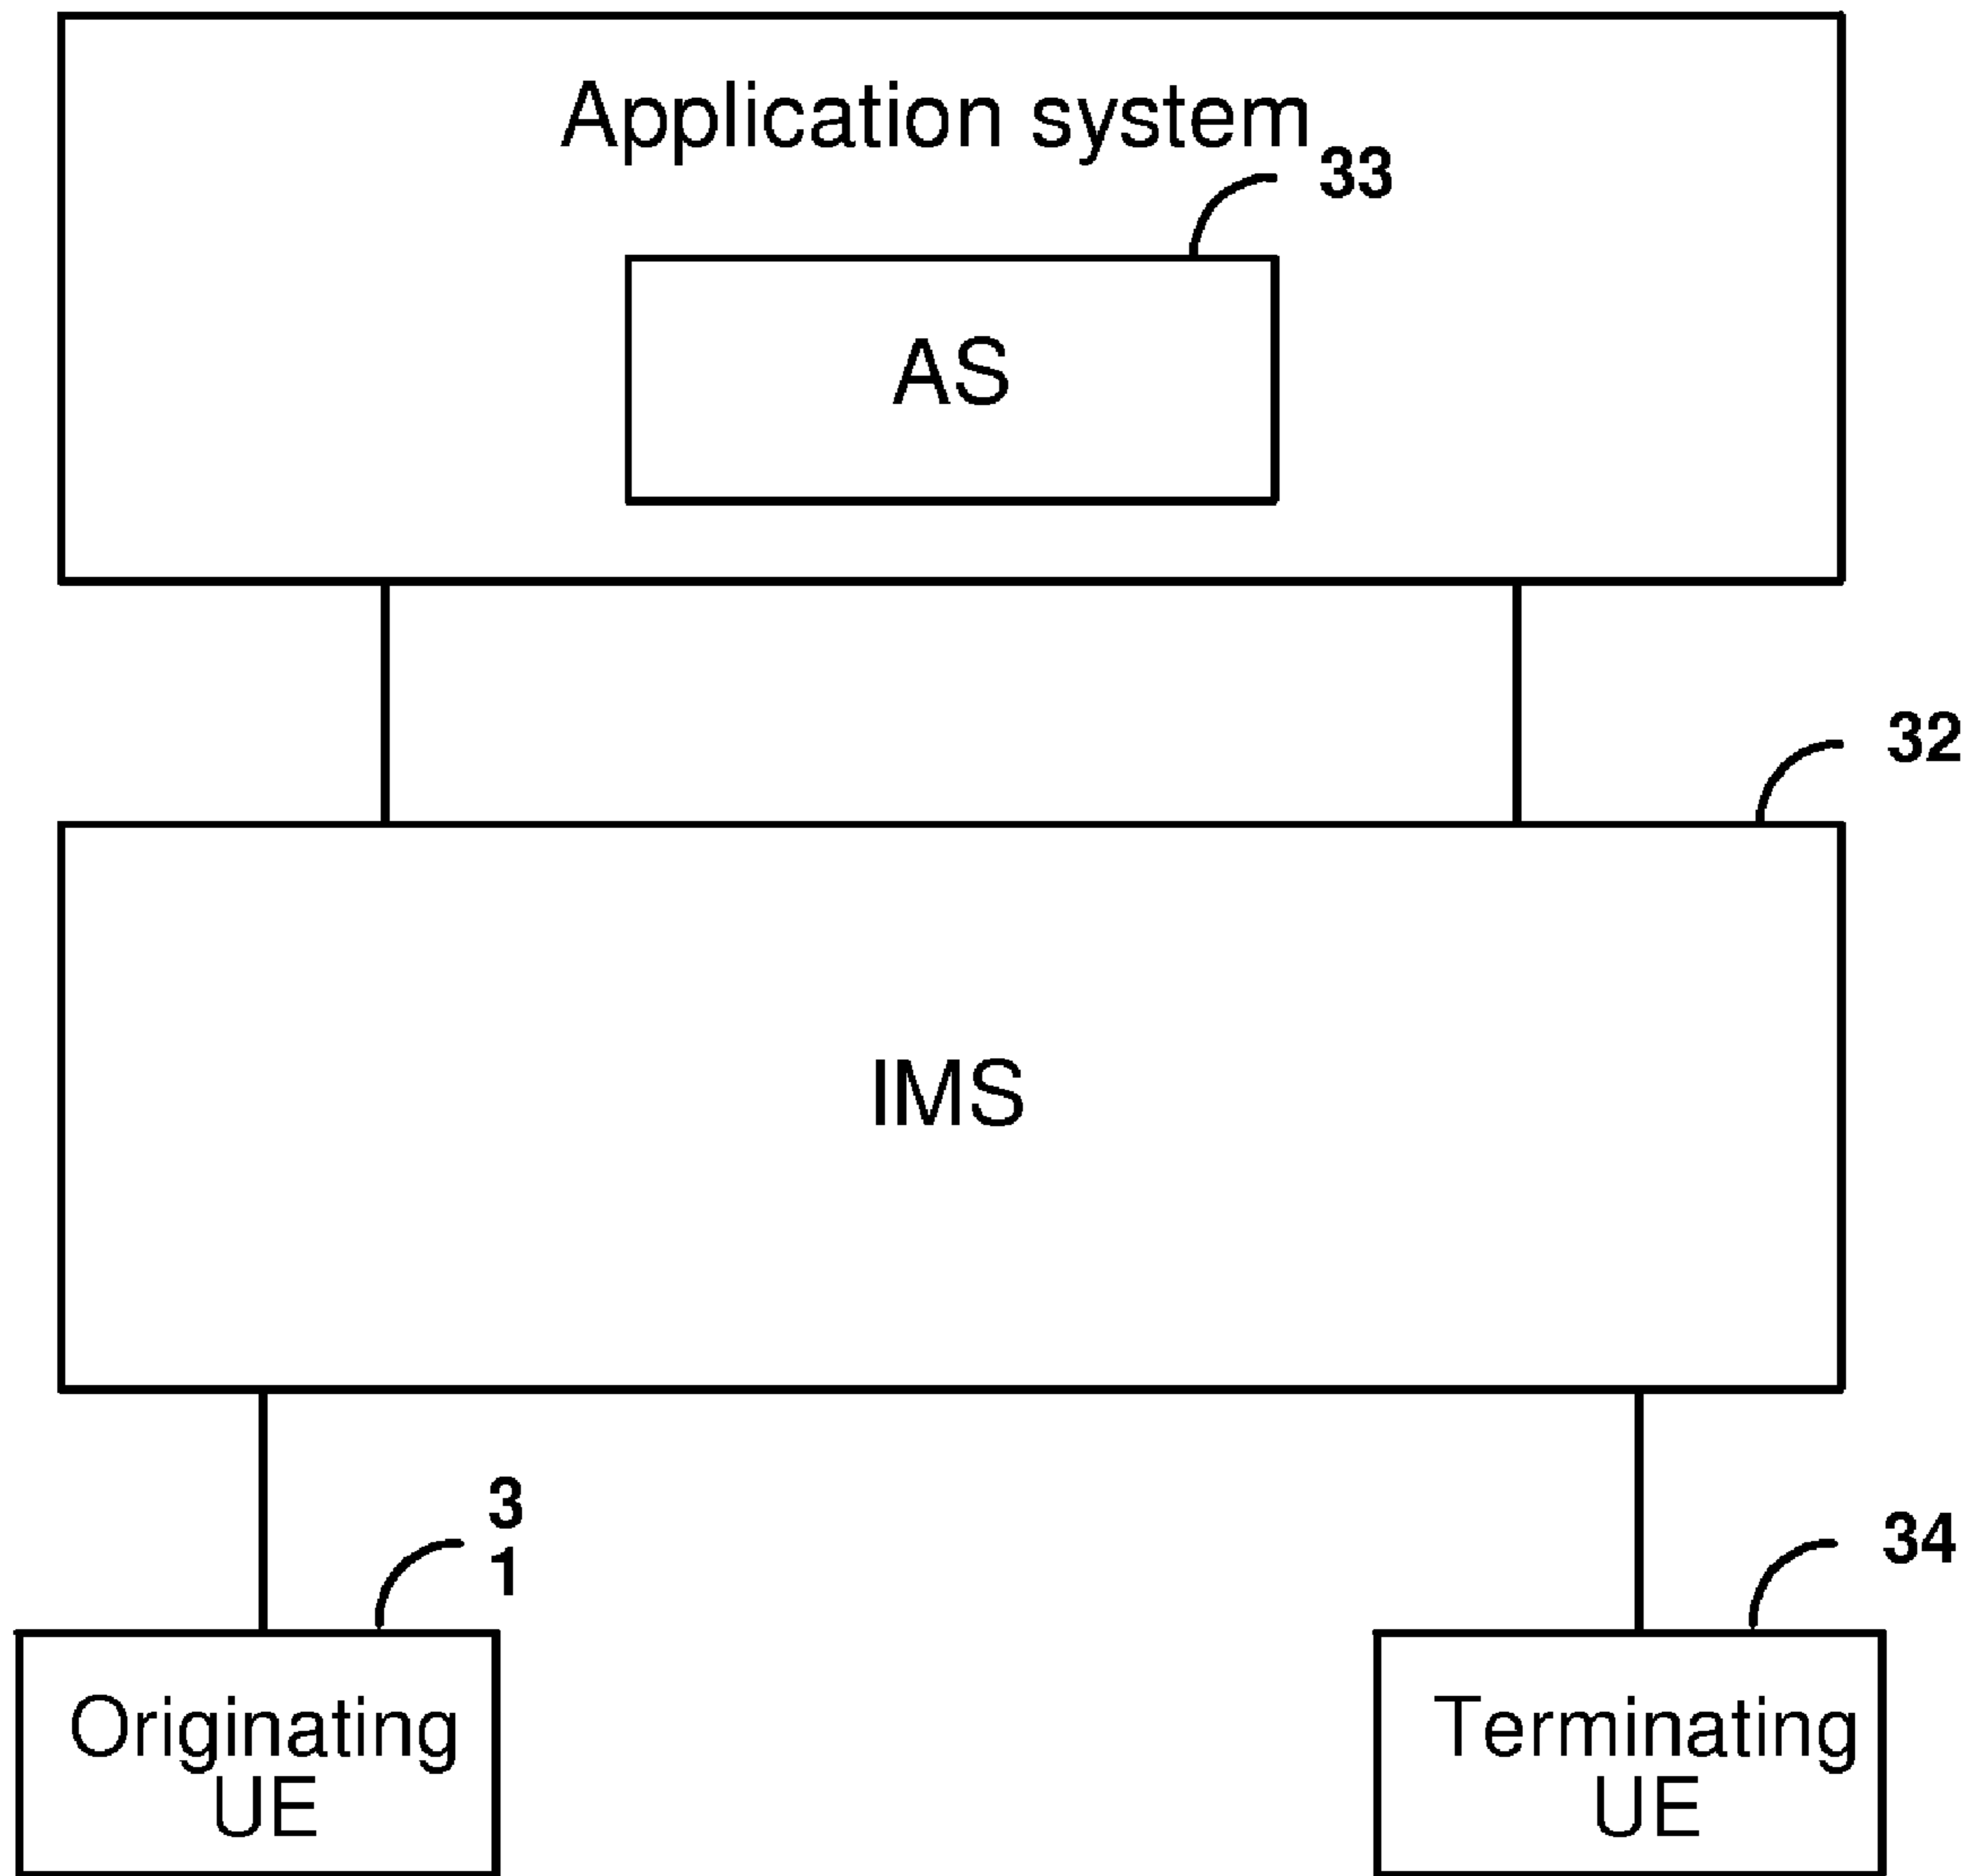 Application system
33
AS
32
IMS
3
1
34
Originating
UE
Terminating
UE